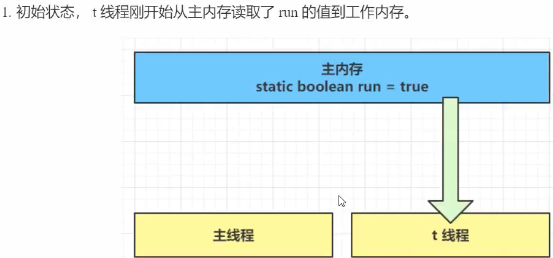 1. 初始状态， t 线程刚开始从主内存读取了 run 的值到工作内存。
主内存
static boolean run = true
主线程
t 线程